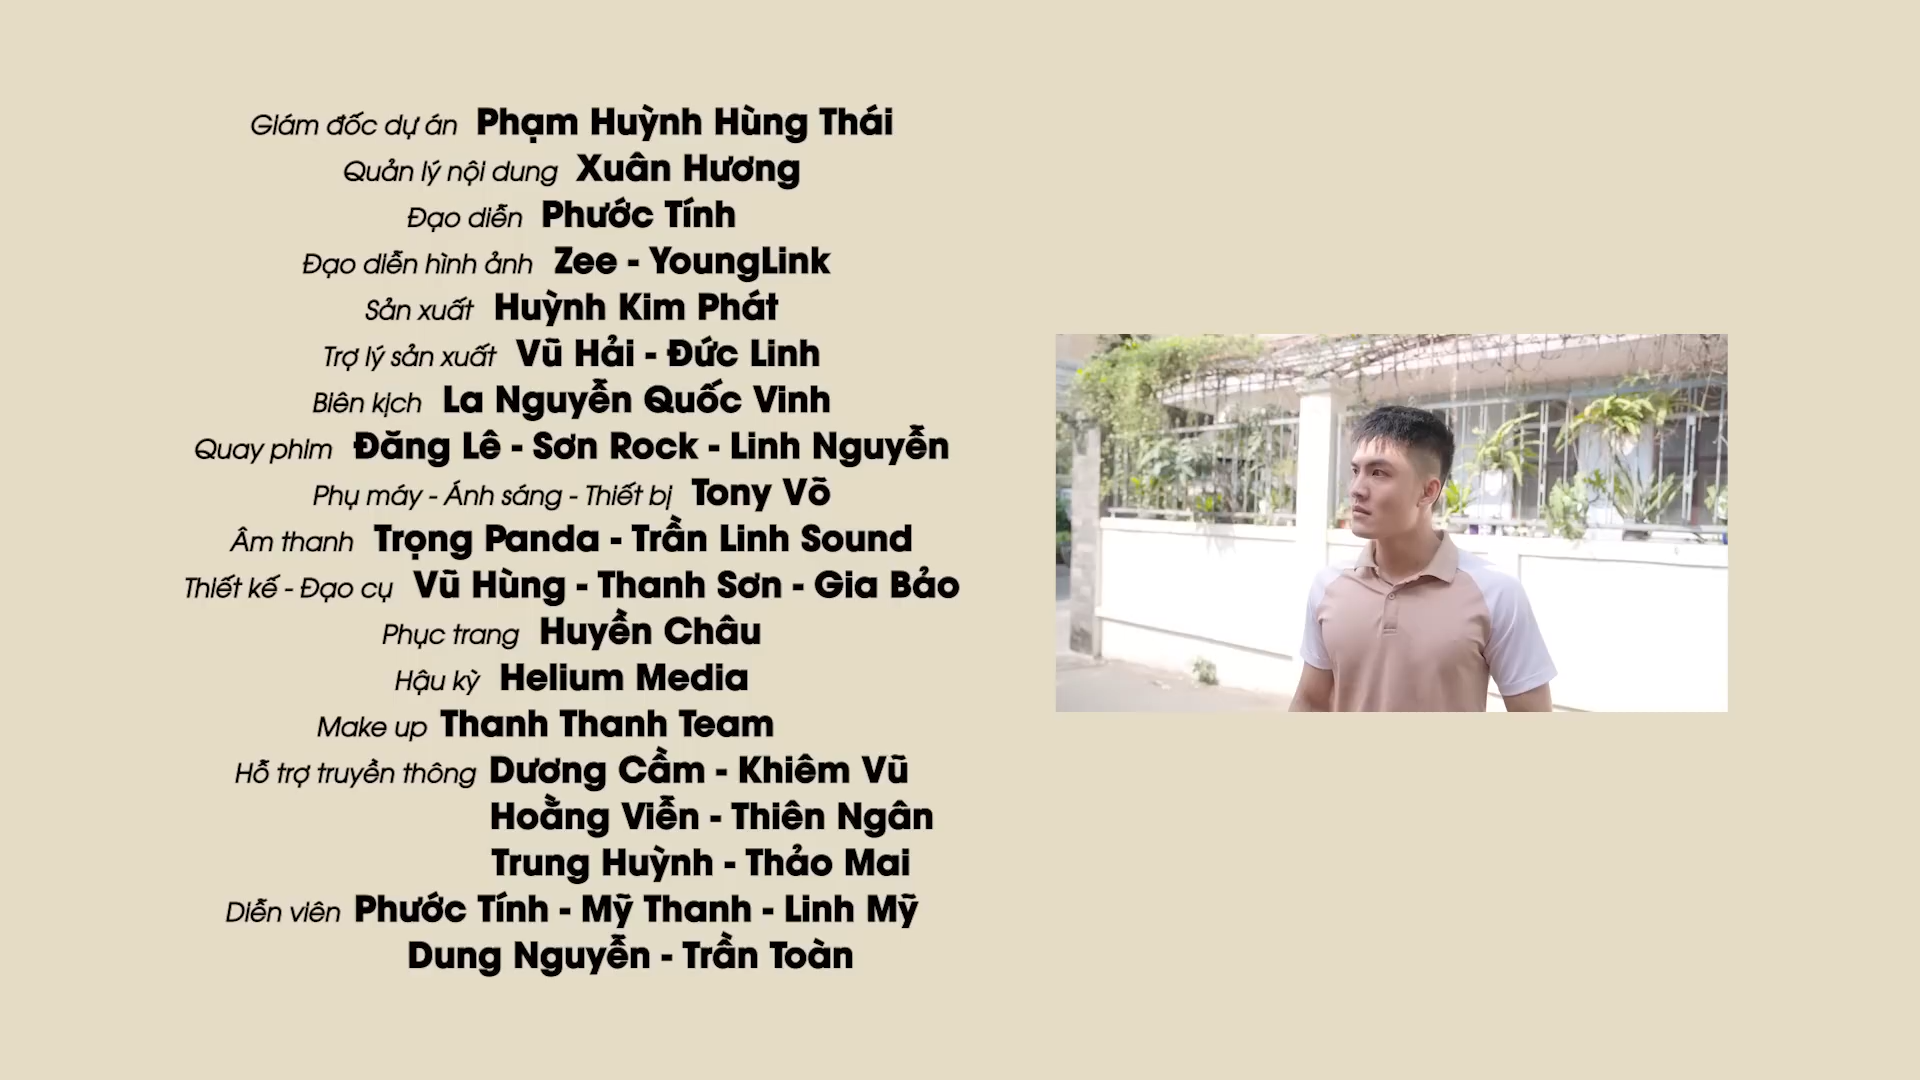 Giám đốc dự án Phạm Huỳnh Hùng Thái
Quản lý nội dung Xuân Hương
Đạo diễn Phước Tính
Đạo diễn hình ảnh Zee - YoungLink
Sản xuất Huỳnh Kim Phát
Trợ lý sản xuất Vũ Hải - Đức Linh
Biên kịch La Nguyễn Quốc Vinh
Quay phim Đăng Lê - Sơn Rock - Linh Nguyễn
Phụ máy - Ánh sáng - Thiết bị Tony Võ
Âm thanh Trọng Panda - Trần Linh Sound
Thiết kế - Đạo cụ Vũ Hùng - Thanh Sơn - Gia Bảo
Phục trang Huyền Châu
Hậu kỳ Helium Media
Make up Thanh Thanh Team
Hỗ trợ truyền thông Dương Cầm - Khiêm Vũ
Hoằng Viễn - Thiên Ngân
Trung Huỳnh - Thảo Mai
Diễn viên Phước Tính - Mỹ Thanh - Linh Mỹ
Dung Nguyễn - Trần Toàn